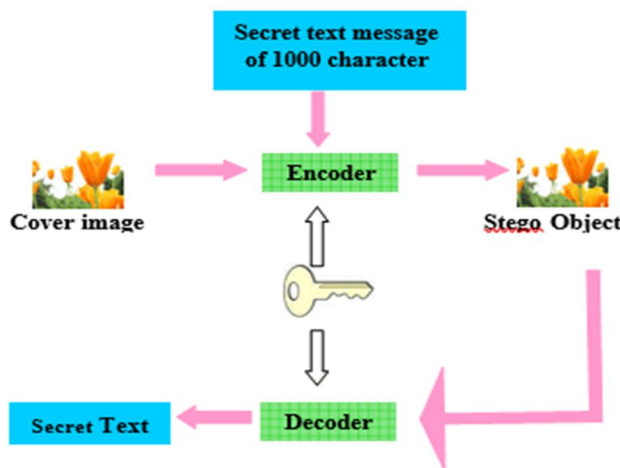 Secret text message
of 1000 character
Encoder
Cover image
Stego Object
Decoder
Secret Text